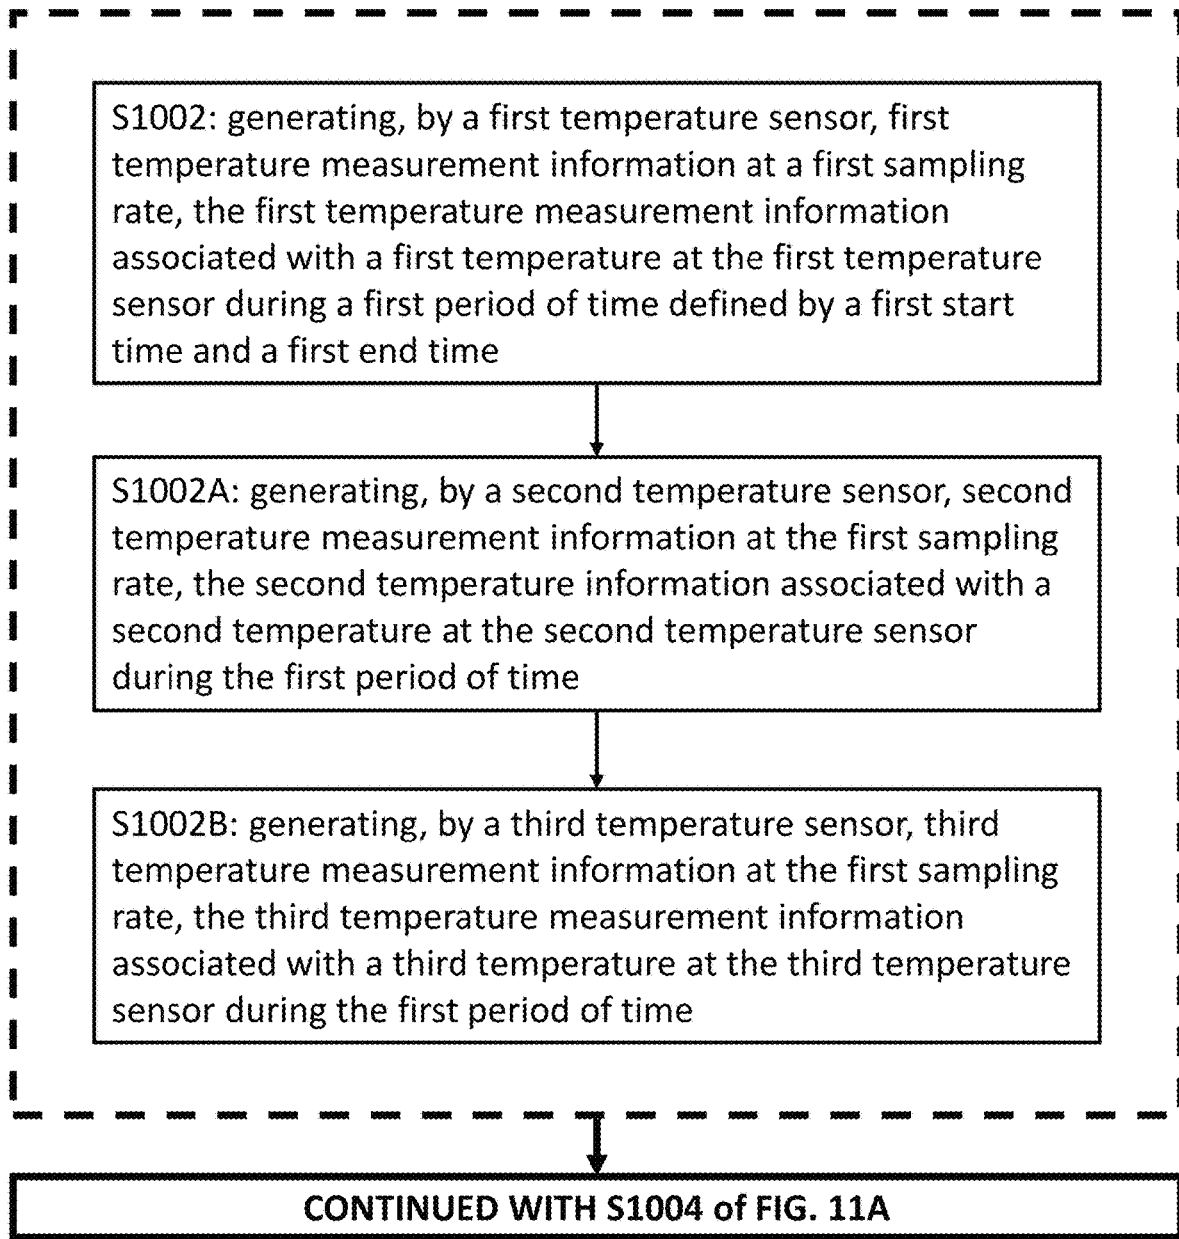 S1002: generating, by a first temperature sensor, first
temperature measurement information at a first sampling
rate, the first temperature measurement information
associated with a first temperature at the first temperature
sensor during a first period of time defined by a first start
time and a first end time
S1002A: generating, by a second temperature sensor, second
temperature measurement information at the first sampling
rate, the second temperature information associated with a
second temperature at the second temperature sensor
during the first period of time
S1002B: generating, by a third temperature sensor, third
temperature measurement information at the first sampling
rate, the third temperature measurement information
associated with a third temperature at the third temperature
sensor during the first period of time
CONTINUED WITH S1004 of FIG. 11A